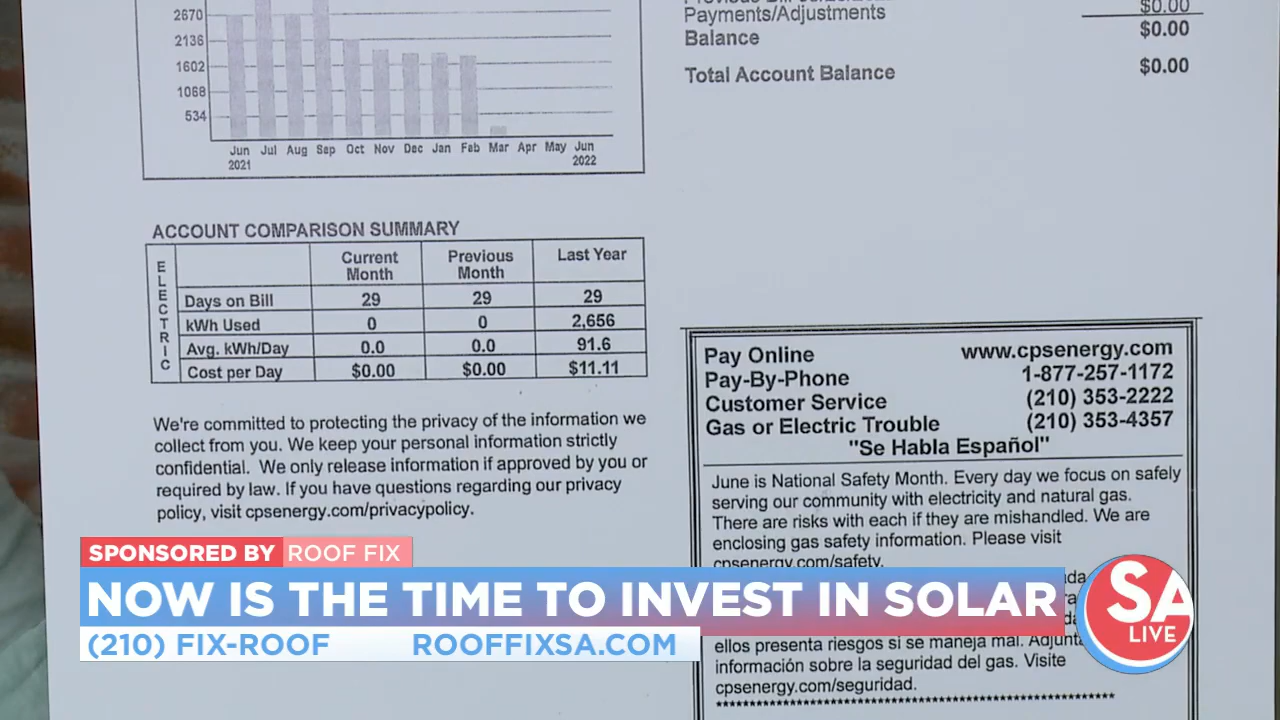 2670
2136
1602
1068
534
Jun Jul Aug Sep Oct Nov Dec Jan Feb Mar Apr May Jun
2021 2022
Payments/Adjustments $0.00
Balance $0.00
Total Account Balance $0.00
ACCOUNT COMPARISON SUMMARY
ELECTRIC
Current Month Previous Month Last Year
Days on Bill 29 29 29
kWh Used 0 0 2,656
Avg. kWh/Day 0.0 0.0 91.6
Cost per Day $0.00 $0.00 $11.11
We're committed to protecting the privacy of the information we
collect from you. We keep your personal information strictly
confidential. We only release information if approved by you or
required by law. If you have questions regarding our privacy
policy, visit cpsenergy.com/privacypolicy.
Pay Online www.cpsenergy.com
Pay-By-Phone 1-877-257-1172
Customer Service (210) 353-2222
Gas or Electric Trouble (210) 353-4357
"Se Habla Español"
June is National Safety Month. Every day we focus on safely
serving our community with electricity and natural gas.
There are risks with each if they are mishandled. We are
enclosing gas safety information. Please visit
cpsenergy.com/safety.
ellos presenta riesgos si se maneja mal.
información sobre la seguridad del gas. Visite
cpsenergy.com/seguridad.
SPONSORED BY ROOF FIX
NOW IS THE TIME TO INVEST IN SOLAR
(210) FIX-ROOF ROOFFIXSA.COM
SA
LIVE